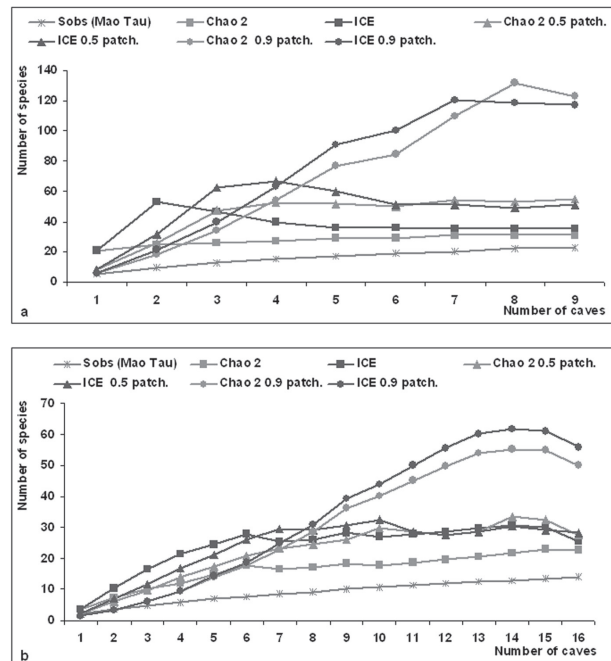 Sobs (Mao Tau) Chao 2 ICE Chao 2 0.5 patch.
ICE 0.5 patch. Chao 2 0.9 patch. ICE 0.9 patch.
Number of species
140
120
100
80
60
40
20
0
1 2 3 4 5 6 7 8 9
Number of caves
a
Sobs (Mao Tau) Chao 2 ICE Chao 2 0.5 patch.
ICE 0.5 patch. Chao 2 0.9 patch. ICE 0.9 patch.
Number of species
70
60
50
40
30
20
10
0
1 2 3 4 5 6 7 8 9 10 11 12 13 14 15 16
Number of caves
b